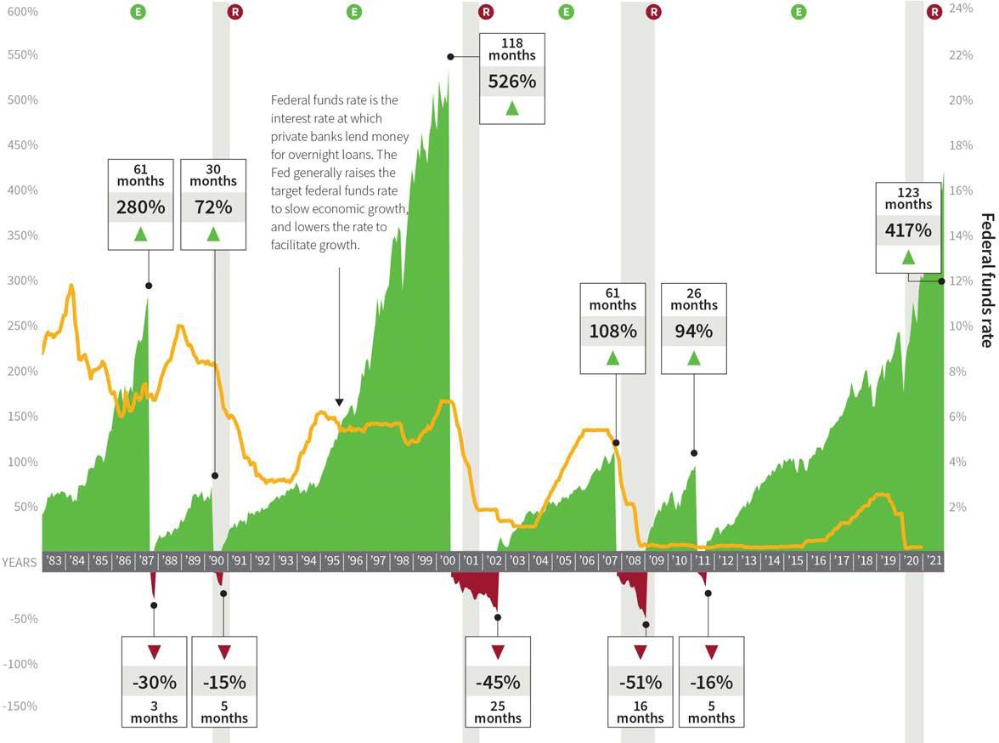 600%
E
R
E
R
E
R
E
R
24%
550%
500%
450%
400%
350%
300%
250%
200%
150%
100%
50%
22%
20%
18%
16%
14%
12%
10%
8%
6%
4%
2%
Federal funds rate
118
months
526%
Federal funds rate is the
interest rate at which
private banks lend money
for overnight loans. The
Fed generally raises the
target federal funds rate
to slow economic growth,
and lowers the rate to
facilitate growth.
61
months
280%
30
months
72%
61
months
108%
26
months
94%
123
months
417%
YEARS '83 '84 '85 '86 '87 '88 '89 '90 '91 '92 '93 '94 '95 '96 '97 '98 '99 '00 '01 '02 '03 '04 '05 '06 '07 '08 '09 '10 '11 '12 '13 '14 '15 '16 '17 '18 '19 '20 '21
-50%
-100%
-150%
-30%
3
months
-15%
5
months
-45%
25
months
-51%
16
months
-16%
5
months